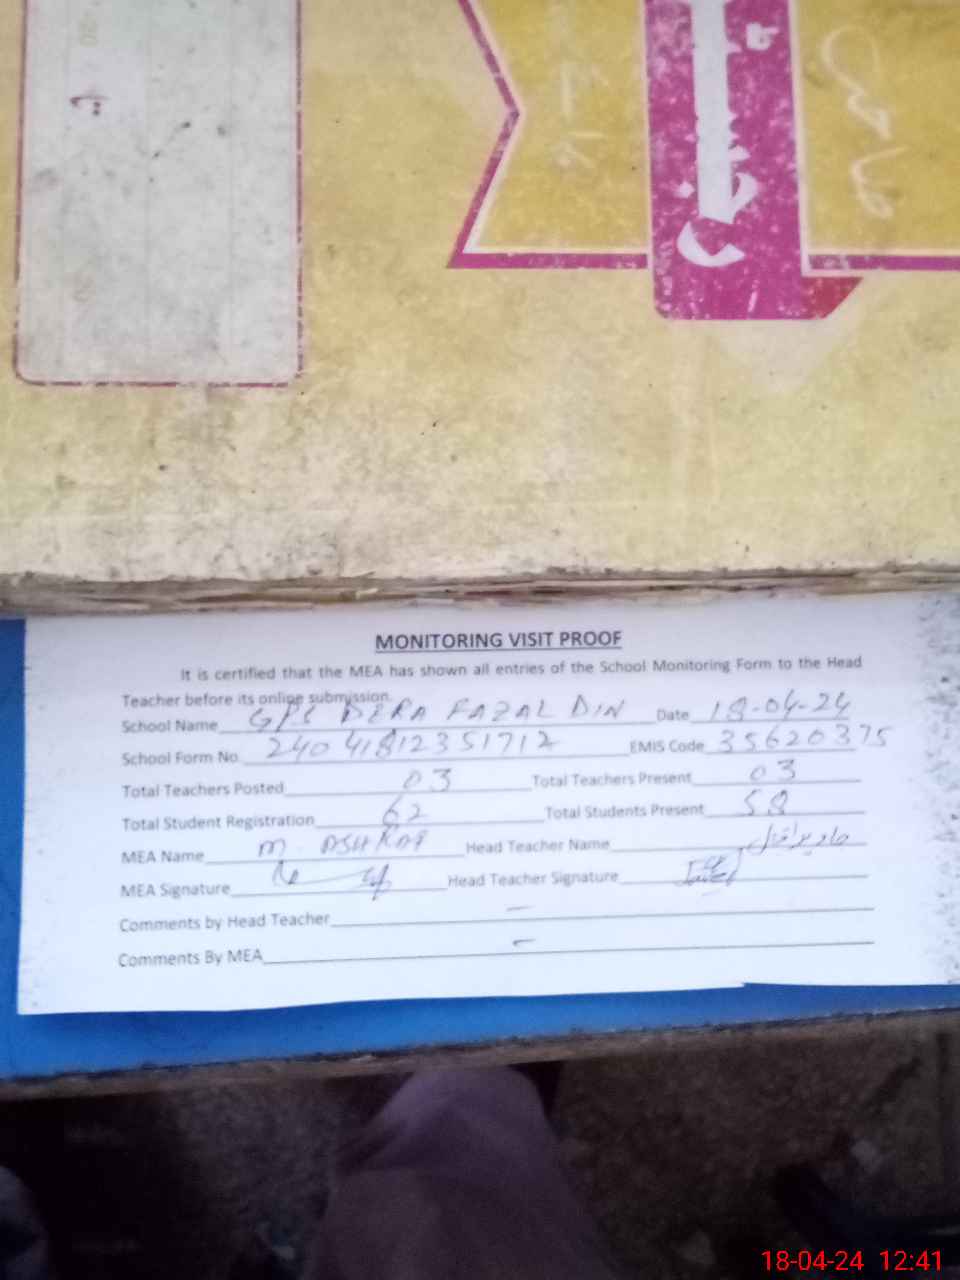 رجسٹر
MONITORING VISIT PROOF
It is certified that the MEA has shown all entries of the School Monitoring Form to the Head
Teacher before its online submission.
School Name GPS DERA FAZAL DIN Date 18-04-24
School Form No. 24041812351712 EMIS Code 35620375
Total Teachers Posted 03 Total Teachers Present 03
Total Student Registration 62 Total Students Present 58
MEA Name M. ASHRAF Head Teacher Name جاوید اقبال
MEA Signature Head Teacher Signature
Comments by Head Teacher –
Comments By MEA –
18-04-24 12:41